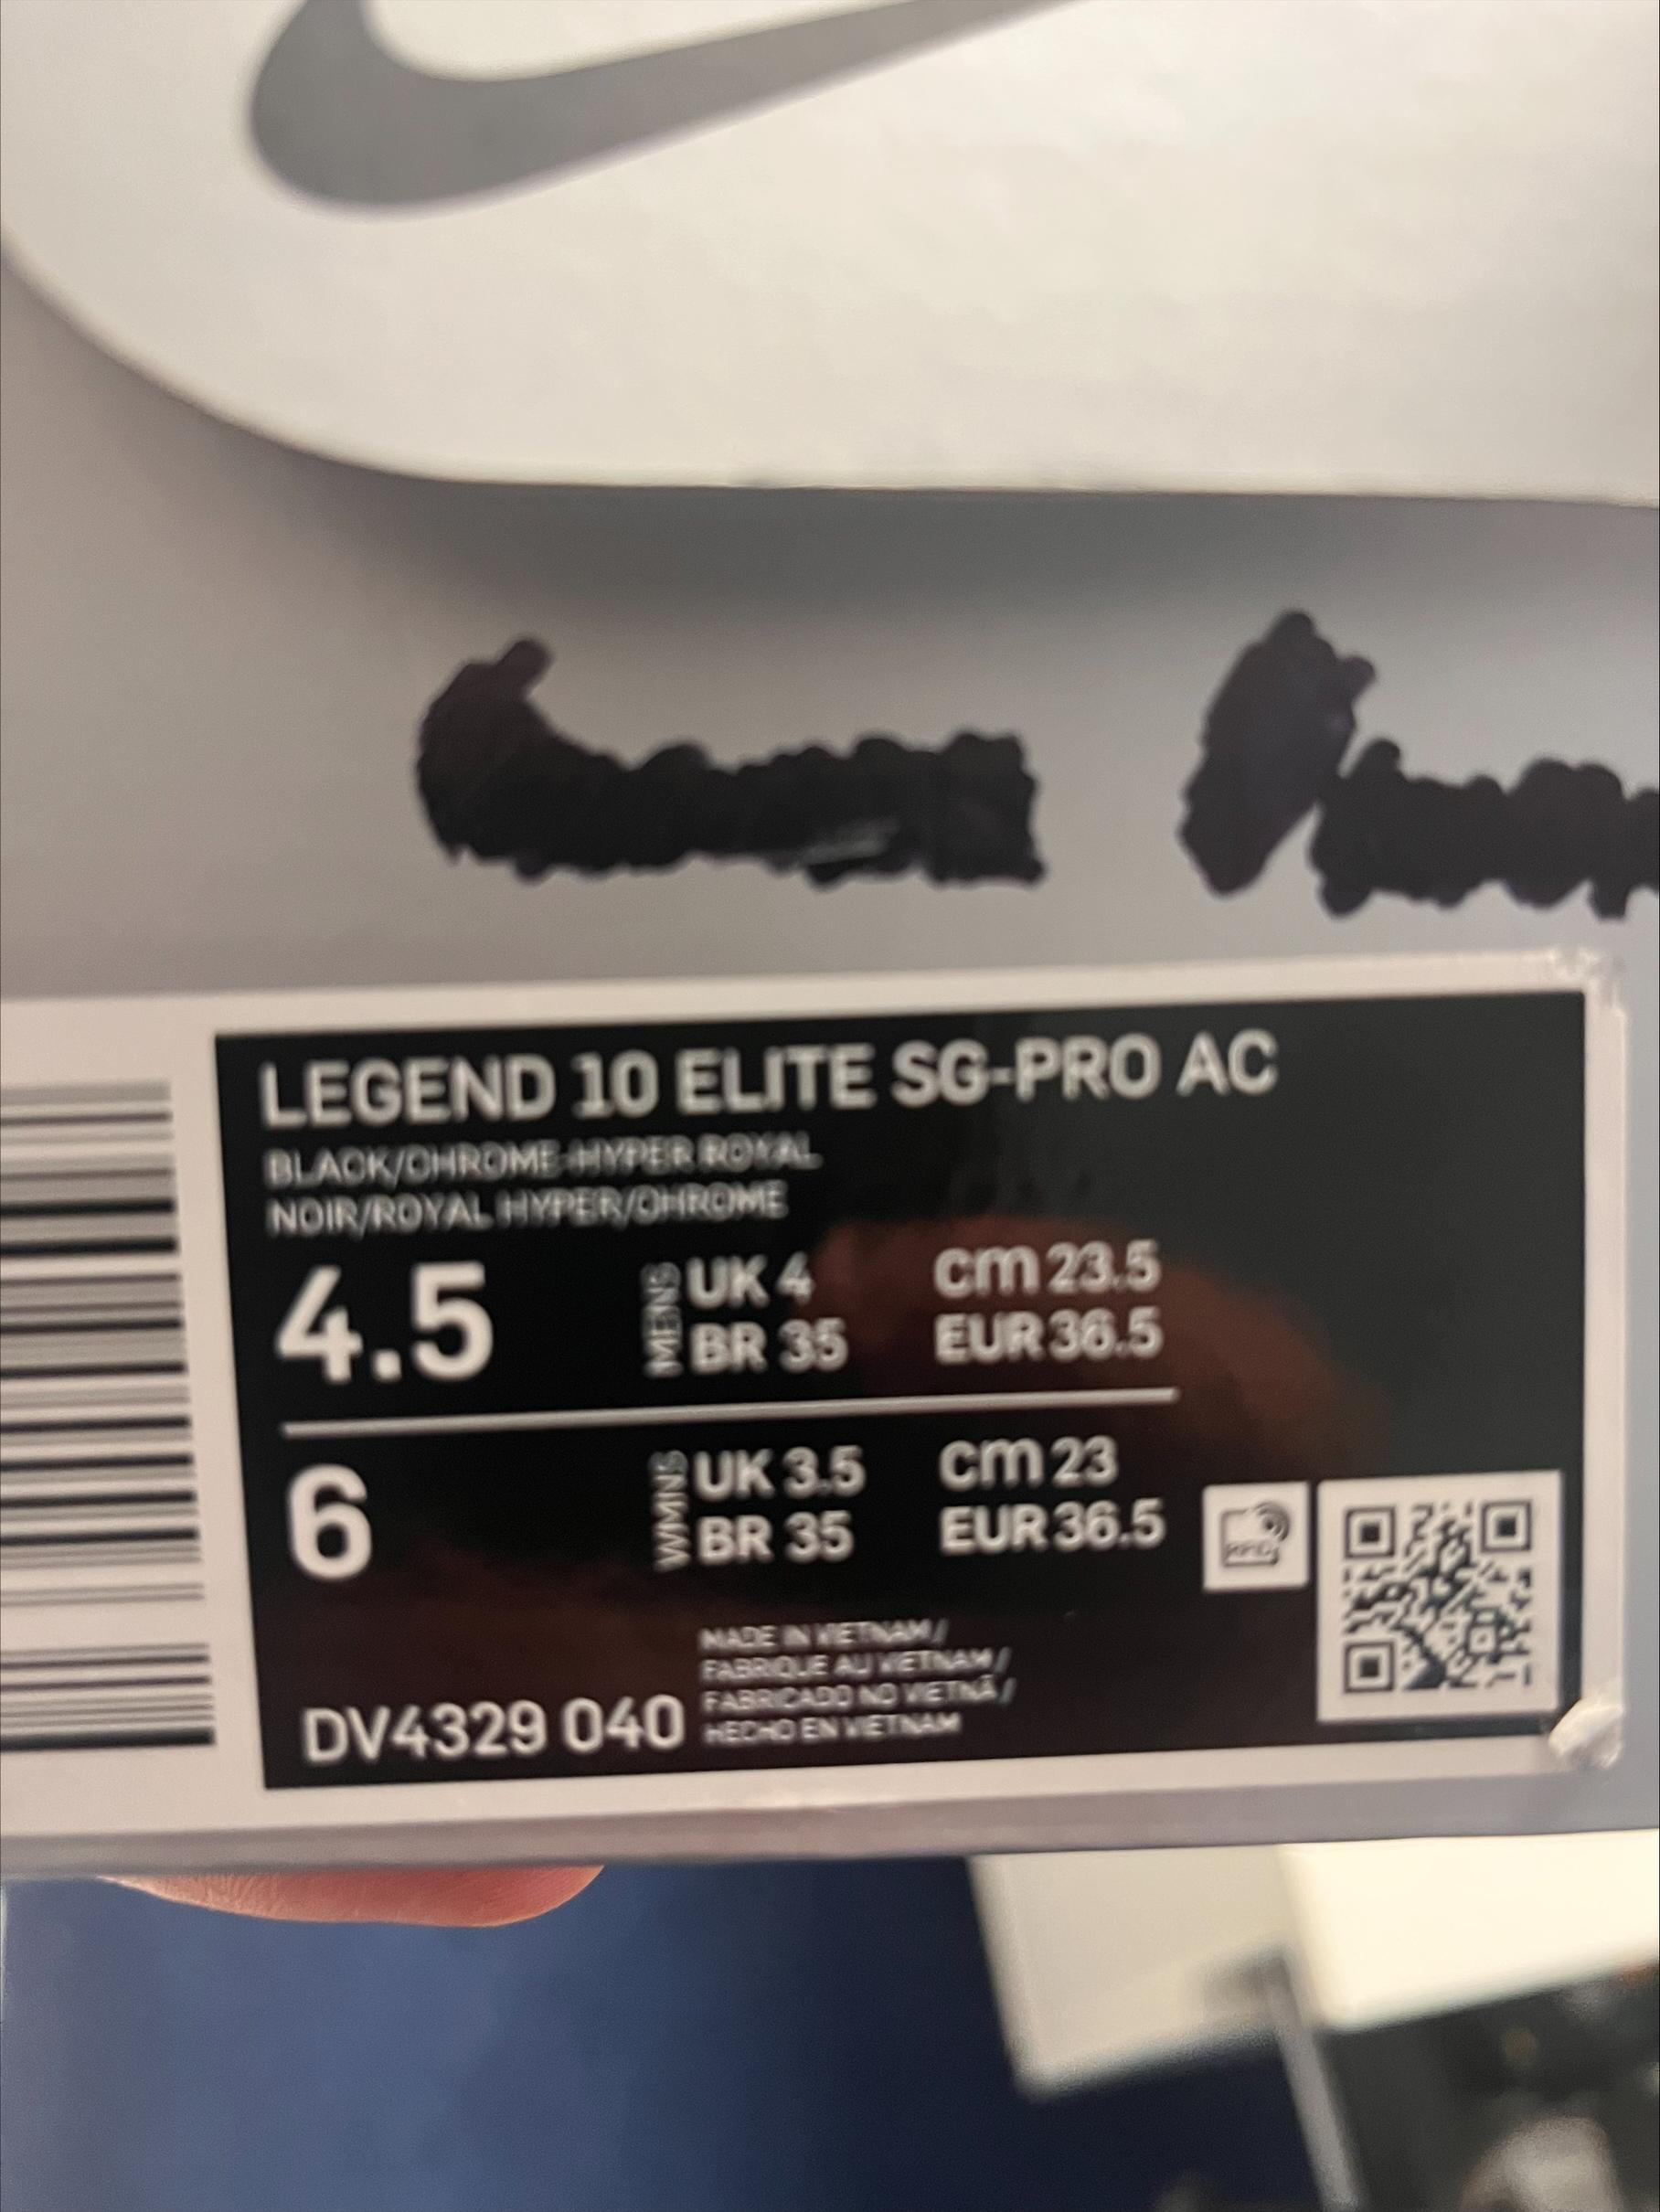 LEGEND 10 ELITE SG-PRO AC
BLACK/CHROME-HYPER ROYAL
NOIR/ROYAL HYPER/CHROME
4.5
MENS
UK 4
cm 23.5
BR 35
EUR 36.5
6
WMNS
UK 3.5
cm 23
BR 35
EUR 36.5
RFID
MADE IN VIETNAM/
FABRIQUE AU VIETNAM/
FABRICADO NO VIETNÃ/
HECHO EN VIETNAM
DV4329 040